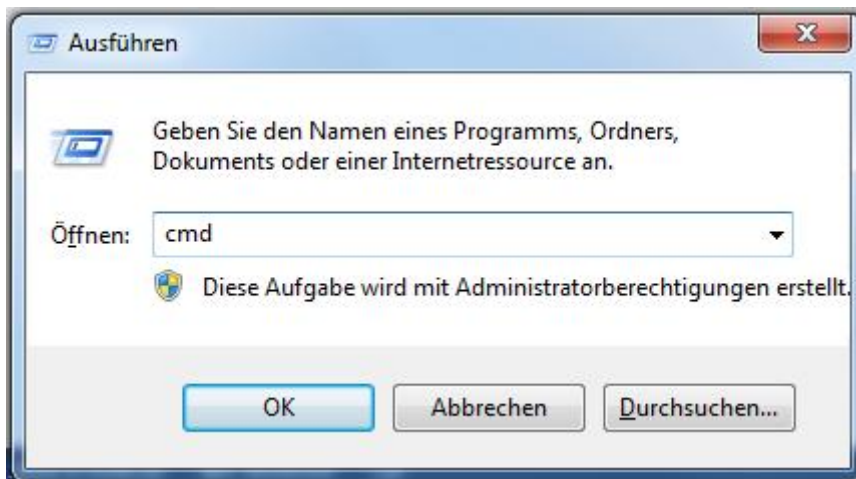 Ausführen
Geben Sie den Namen eines Programms, Ordners,
Dokuments oder einer Internetressource an.
Öffnen: cmd
Diese Aufgabe wird mit Administratorberechtigungen erstellt.
OK Abbrechen Durchsuchen...